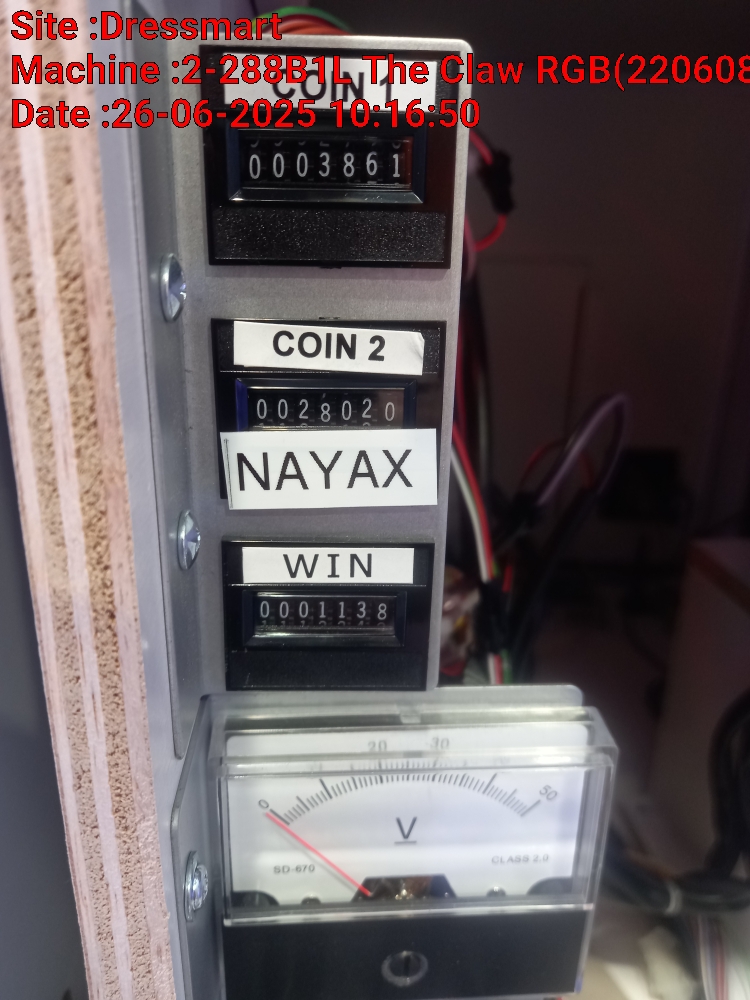 Site :Dressmart
Machine :2-288B1L The Claw RGB(220608
Date :26-06-2025 10:16:50
COIN 1
0003861
COIN 2
0028020
NAYAX
WIN
0001138
20 30
0 50
V
SD-670 CLASS 2.0